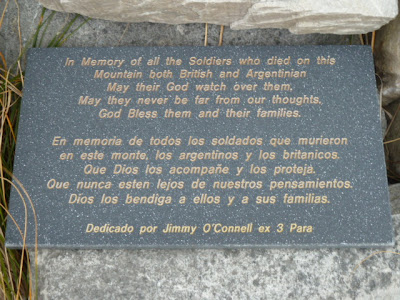 In Memory of all the Soldiers who died on this
Mountain both British and Argentinian
May their God watch over them,
May they never be far from our thoughts,
God Bless them and their families.
En memoria de todos los soldados que murieron
en este monte, los argentinos y los britanicos.
Que Dios los acompañe y los proteja.
Que nunca esten lejos de nuestros pensamientos.
Dios los bendiga a ellos y a sus familias.
Dedicado por Jimmy O'Connell ex 3 Para